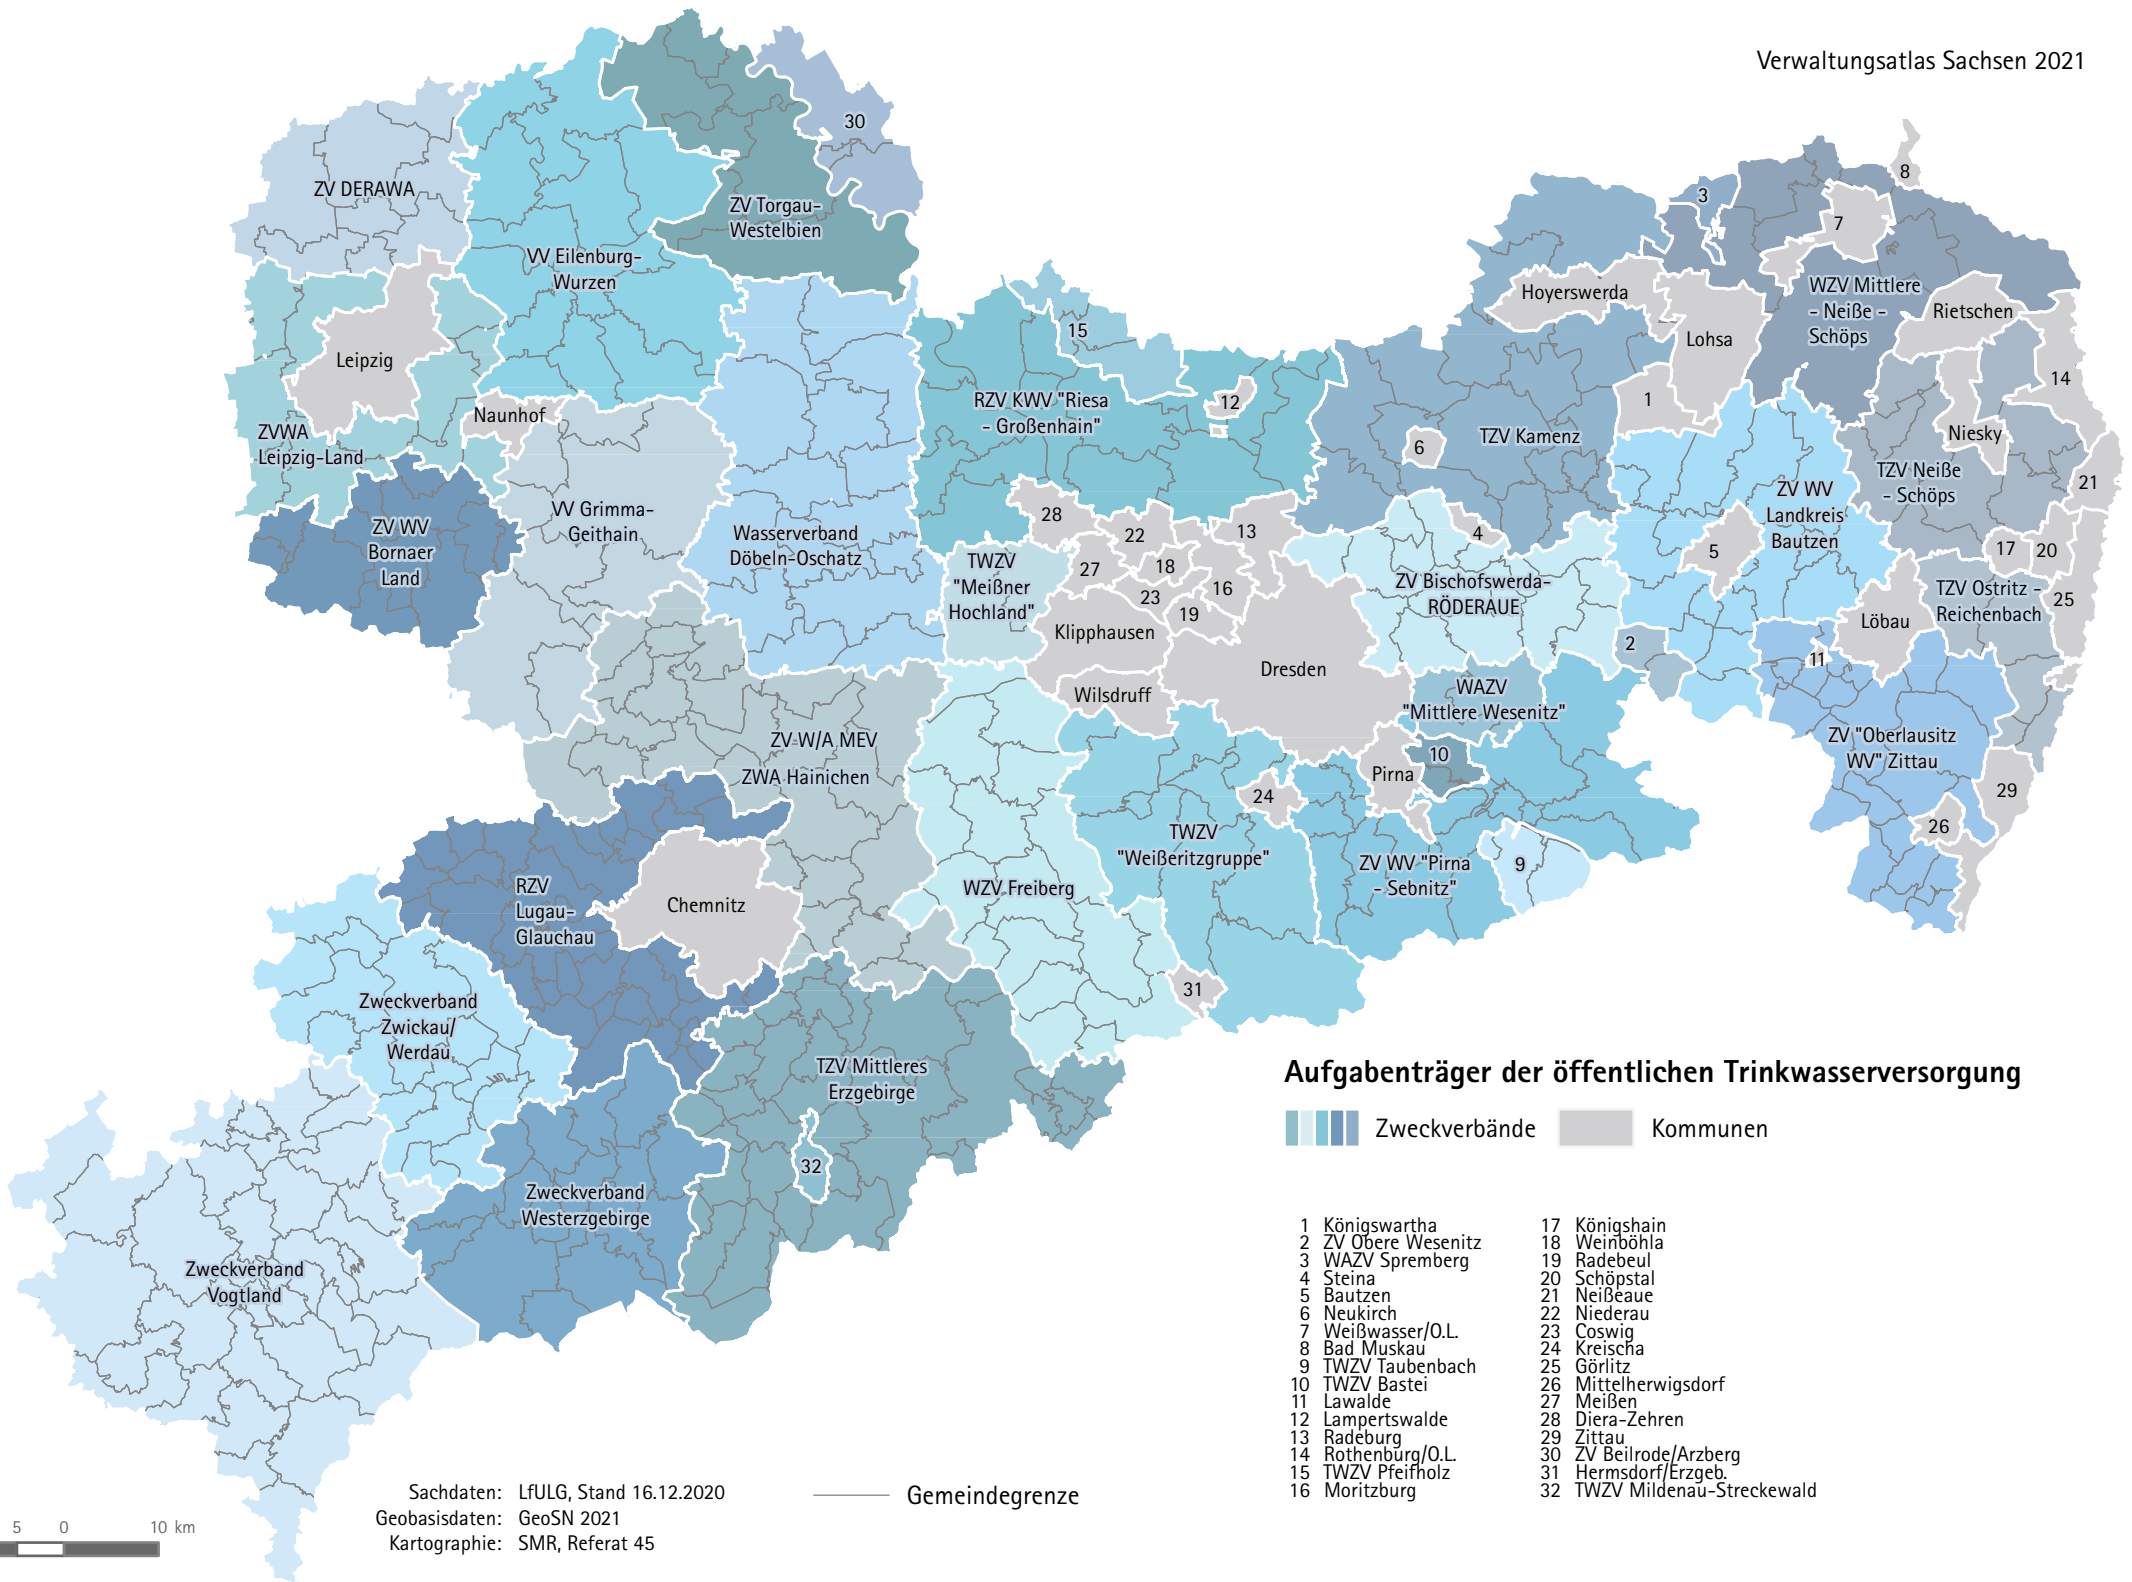 Verwaltungsatlas Sachsen 2021
30
ZV DERAWA
ZV Torgau-
Westelbien
VV Eilenburg-
Wurzen
8
3
7
Hoyerswerda
WZV Mittlere
- Neiße -
Schöps
Rietschen
Lohsa
15
Leipzig
14
Naunhof
ZVWA
Leipzig-Land
RZV KWV "Riesa
- Großenhain"
12
1
6
TZV Kamenz
Niesky
TZV Neiße
- Schöps
21
ZV WV
Landkreis
Bautzen
ZV WV
Bornaer
Land
VV Grimma-
Geithain
Wasserverband
Döbeln-Oschatz
28
22
13
4
5
17
20
TWZV
"Meißner
Hochland"
27
18
16
23
19
ZV Bischofswerda-
RÖDERAUE
TZV Ostritz -
Reichenbach
25
Klipphausen
Löbau
2
11
Dresden
Wilsdruff
WAZV
"Mittlere Wesenitz"
ZV W/A MEV
ZWA Hainichen
10
Pirna
ZV "Oberlausitz
WV" Zittau
29
24
26
TWZV
"Weißeritzgruppe"
ZV WV "Pirna
- Sebnitz"
9
RZV
Lugau-
Glauchau
Chemnitz
WZV Freiberg
31
Zweckverband
Zwickau/
Werdau
TZV Mittleres
Erzgebirge
32
Zweckverband
Westerzgebirge
Zweckverband
Vogtland
Aufgabenträger der öffentlichen Trinkwasserversorgung
Zweckverbände
Kommunen
1 Königswartha
2 ZV Obere Wesenitz
3 WAZV Spremberg
4 Steina
5 Bautzen
6 Neukirch
7 Weißwasser/O.L.
8 Bad Muskau
9 TWZV Taubenbach
10 TWZV Bastei
11 Lawalde
12 Lampertswalde
13 Radeburg
14 Rothenburg/O.L.
15 TWZV Pfeifholz
16 Moritzburg
17 Königshain
18 Weinböhla
19 Radebeul
20 Schöpstal
21 Neißeaue
22 Niederau
23 Coswig
24 Kreischa
25 Görlitz
26 Mittelherwigsdorf
27 Meißen
28 Diera-Zehren
29 Zittau
30 ZV Beilrode/Arzberg
31 Hermsdorf/Erzgeb.
32 TWZV Mildenau-Streckewald
Sachdaten: LfULG, Stand 16.12.2020
Geobasisdaten: GeoSN 2021
Kartographie: SMR, Referat 45
Gemeindegrenze
5 0 10 km